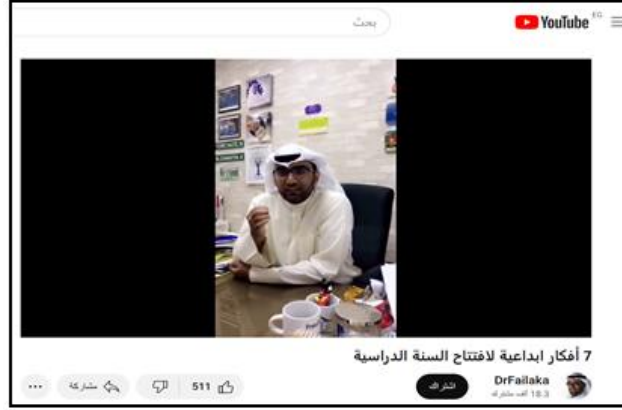 YouTube EG
بحث
7 أفكار ابداعية لافتتاح السنة الدراسية
DrFailaka
18.3 ألف مشترك
اشتراك
511
مشاركة